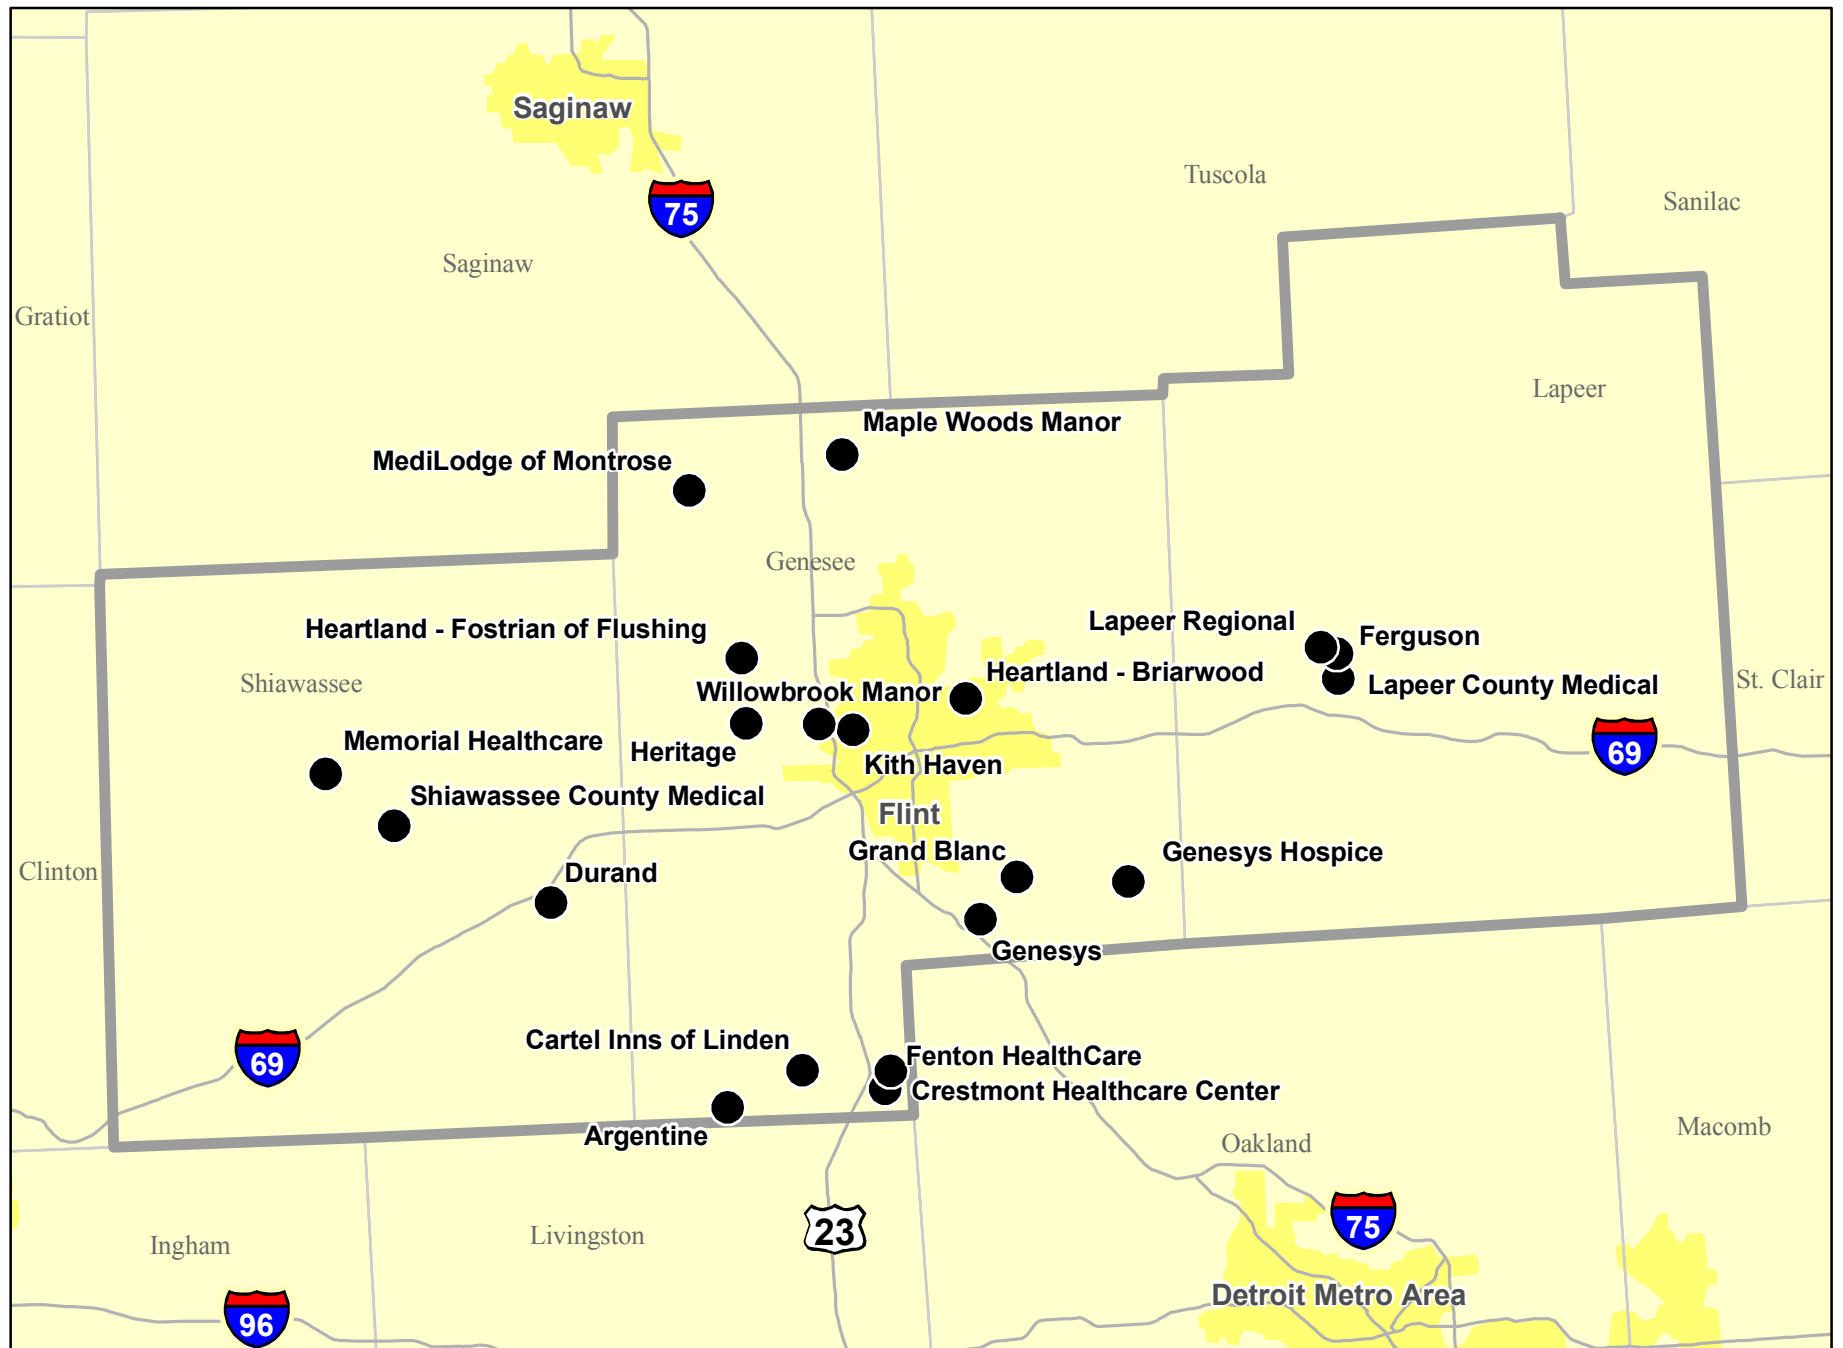 Saginaw
75
Tuscola
Sanilac
Saginaw
Gratiot
Lapeer
Maple Woods Manor
MediLodge of Montrose
Genesee
Lapeer Regional
Heartland - Fostrian of Flushing
Ferguson
Heartland - Briarwood
Shiawassee
Lapeer County Medical
St. Clair
Willowbrook Manor
Memorial Healthcare
Heritage
69
Kith Haven
Shiawassee County Medical
Flint
Grand Blanc
Genesys Hospice
Clinton
Durand
Genesys
Cartel Inns of Linden
Fenton HealthCare
69
Crestmont Healthcare Center
Argentine
Oakland
Macomb
Ingham
Livingston
23
75
Detroit Metro Area
96